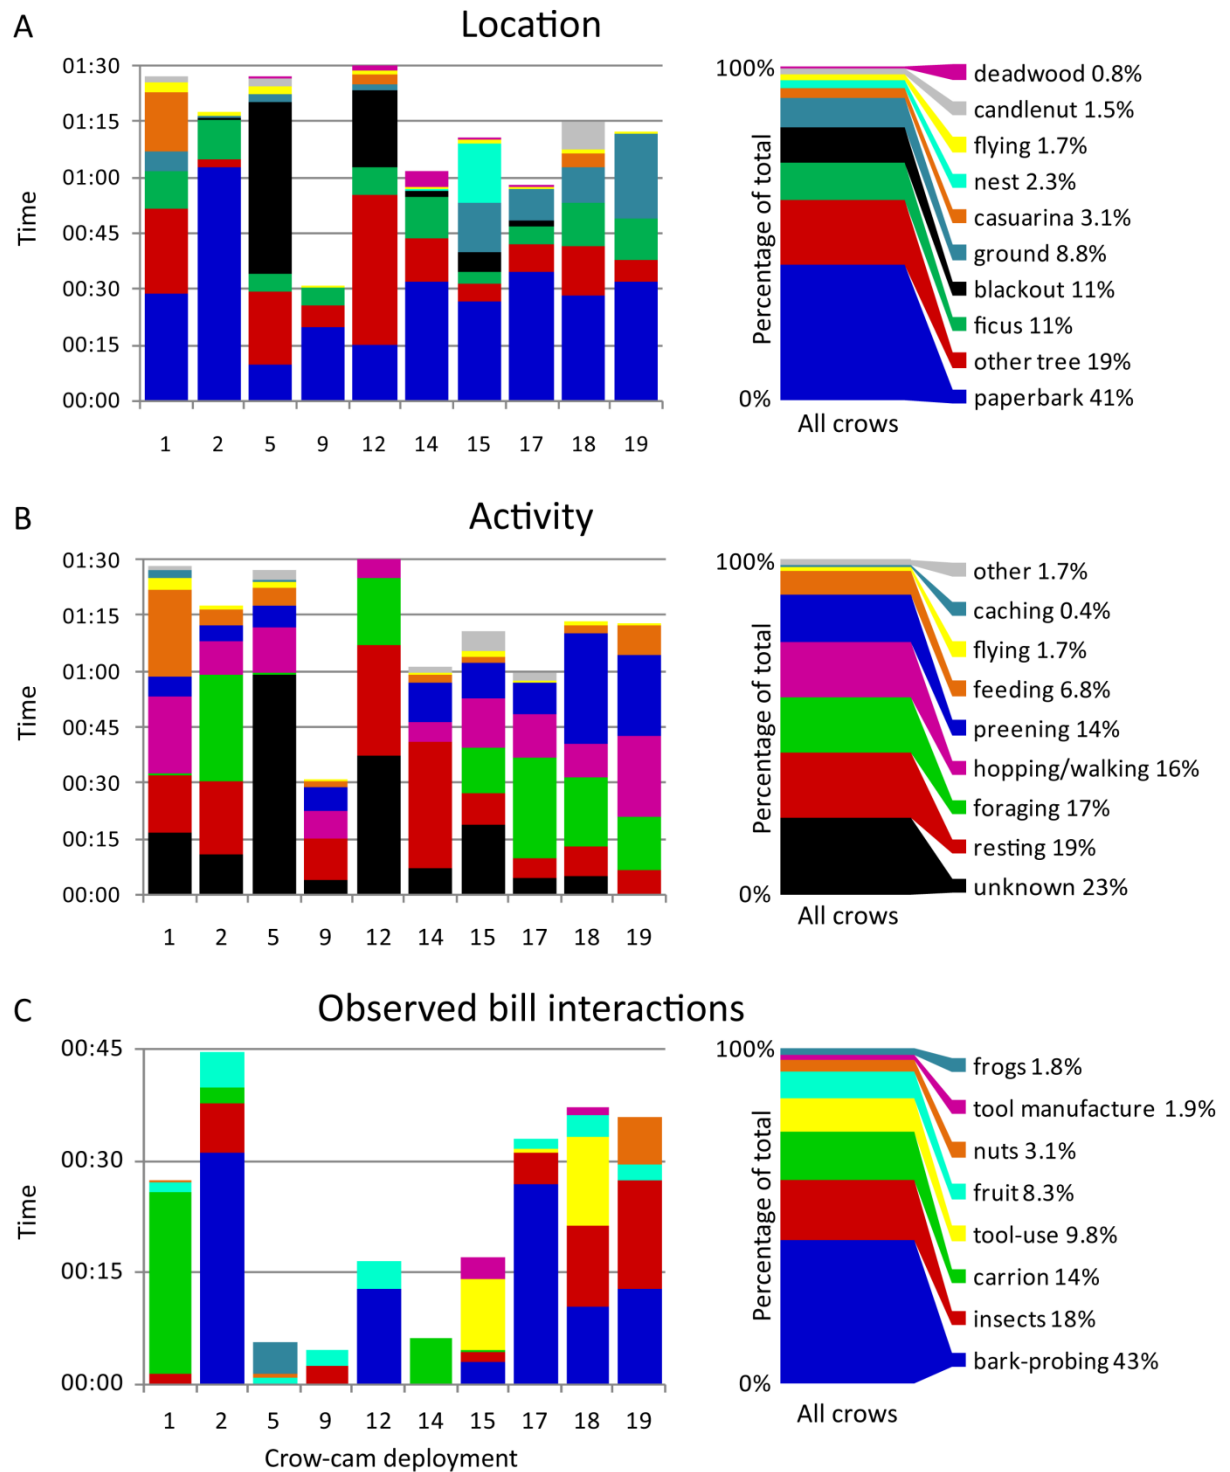 A
Location
01:30
01:15
01:00
00:45
00:30
00:15
00:00
Time
1 2 5 9 12 14 15 17 18 19
100%
0%
Percentage of total
All crows
deadwood 0.8%
candlenut 1.5%
flying 1.7%
nest 2.3%
casuarina 3.1%
ground 8.8%
blackout 11%
ficus 11%
other tree 19%
paperbark 41%
B
Activity
01:30
01:15
01:00
00:45
00:30
00:15
00:00
Time
1 2 5 9 12 14 15 17 18 19
100%
0%
Percentage of total
All crows
other 1.7%
caching 0.4%
flying 1.7%
feeding 6.8%
preening 14%
hopping/walking 16%
foraging 17%
resting 19%
unknown 23%
C
Observed bill interactions
00:45
00:30
00:15
00:00
Time
1 2 5 9 12 14 15 17 18 19
Crow-cam deployment
100%
0%
Percentage of total
All crows
frogs 1.8%
tool manufacture 1.9%
nuts 3.1%
fruit 8.3%
tool-use 9.8%
carrion 14%
insects 18%
bark-probing 43%